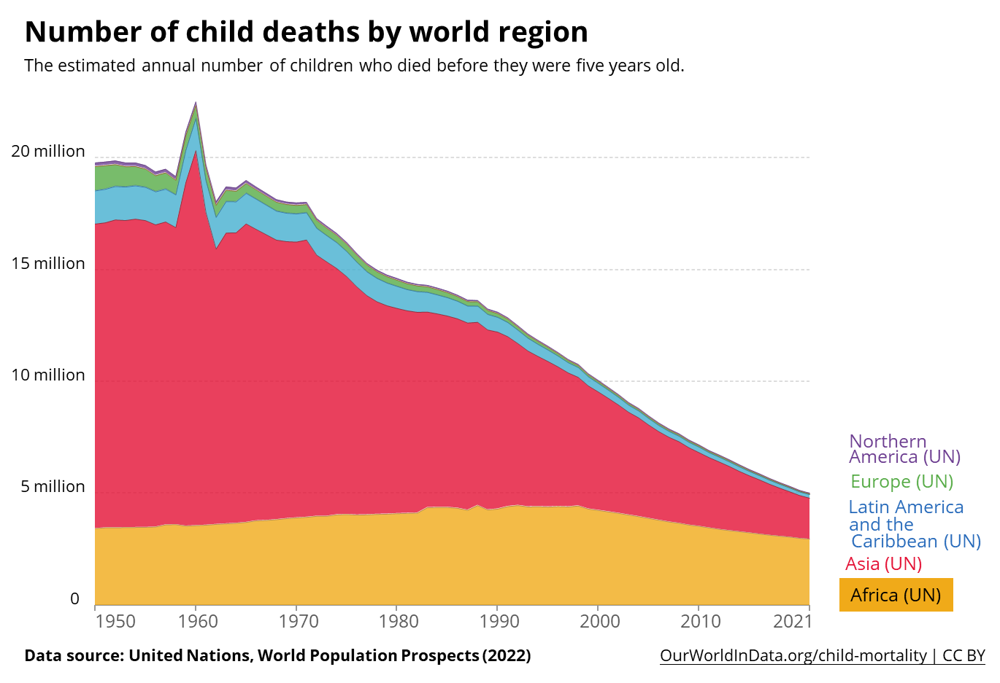 Number of child deaths by world region
The estimated annual number of children who died before they were five years old.
20 million
15 million
10 million
5 million
0
1950 1960 1970 1980 1990 2000 2010 2021
Northern
America (UN)
Europe (UN)
Latin America
and the
Caribbean (UN)
Asia (UN)
Africa (UN)
Data source: United Nations, World Population Prospects (2022)
OurWorldInData.org/child-mortality | CC BY